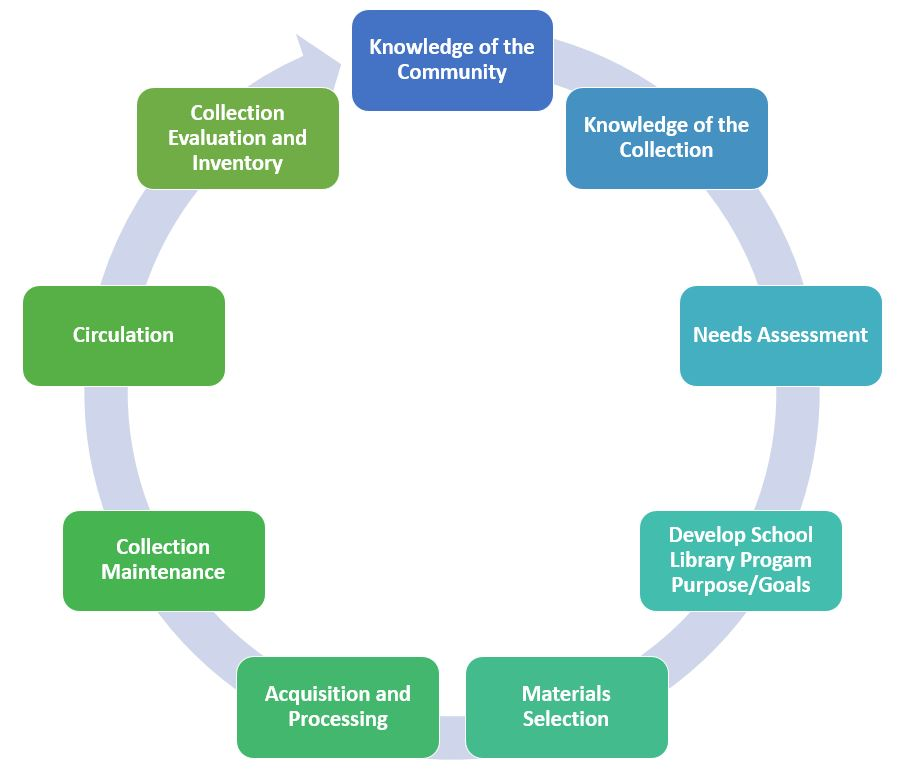 Knowledge of the
Community
Knowledge of the
Collection
Needs Assessment
Develop School
Library Progam
Purpose/Goals
Materials
Selection
Acquisition and
Processing
Collection
Maintenance
Circulation
Collection
Evaluation and
Inventory